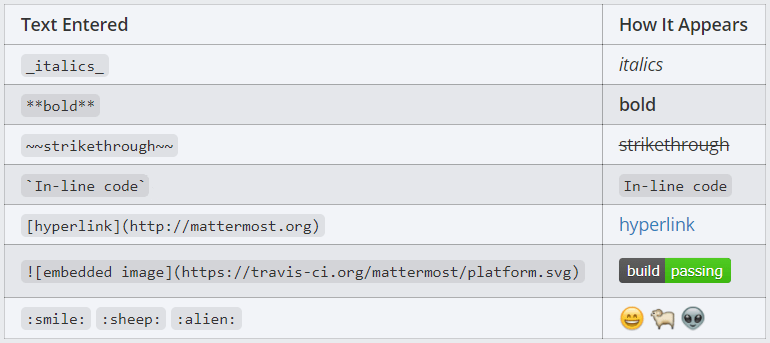 Text Entered How It Appears
_italics_ italics
**bold** bold
~~strikethrough~~ strikethrough
`In-line code` In-line code
[hyperlink](http://mattermost.org) hyperlink
![embedded image](https://travis-ci.org/mattermost/platform.svg) build passing
:smile: :sheep: :alien: 😄 🐑 👽